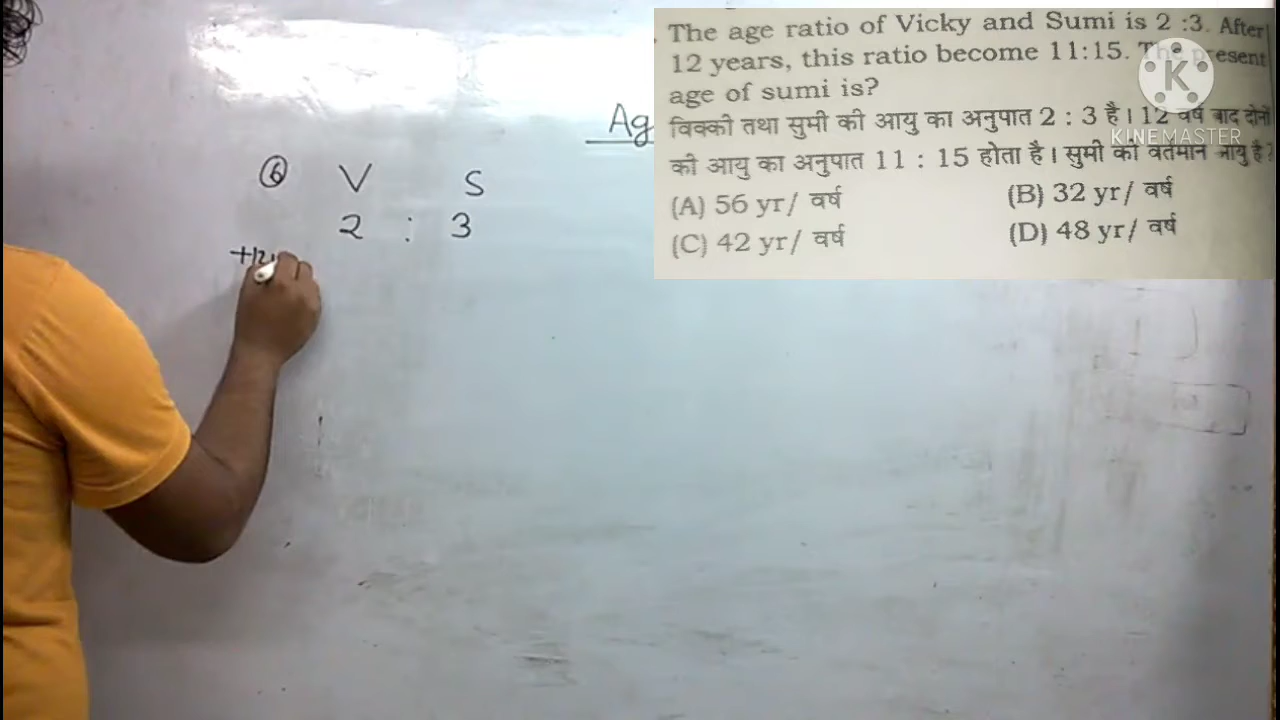 The age ratio of Vicky and Sumi is 2 :3. After
12 years, this ratio become 11:15. The present
age of sumi is?
विक्की तथा सुमी की आयु का अनुपात 2 : 3 है। 12 वर्ष बाद दोनों
की आयु का अनुपात 11 : 15 होता है। सुमी की वर्तमान आयु है?
(A) 56 yr/ वर्ष (B) 32 yr/ वर्ष
(C) 42 yr/ वर्ष (D) 48 yr/ वर्ष
K
KINEMASTER
Ag
6 V S
2 : 3
+12